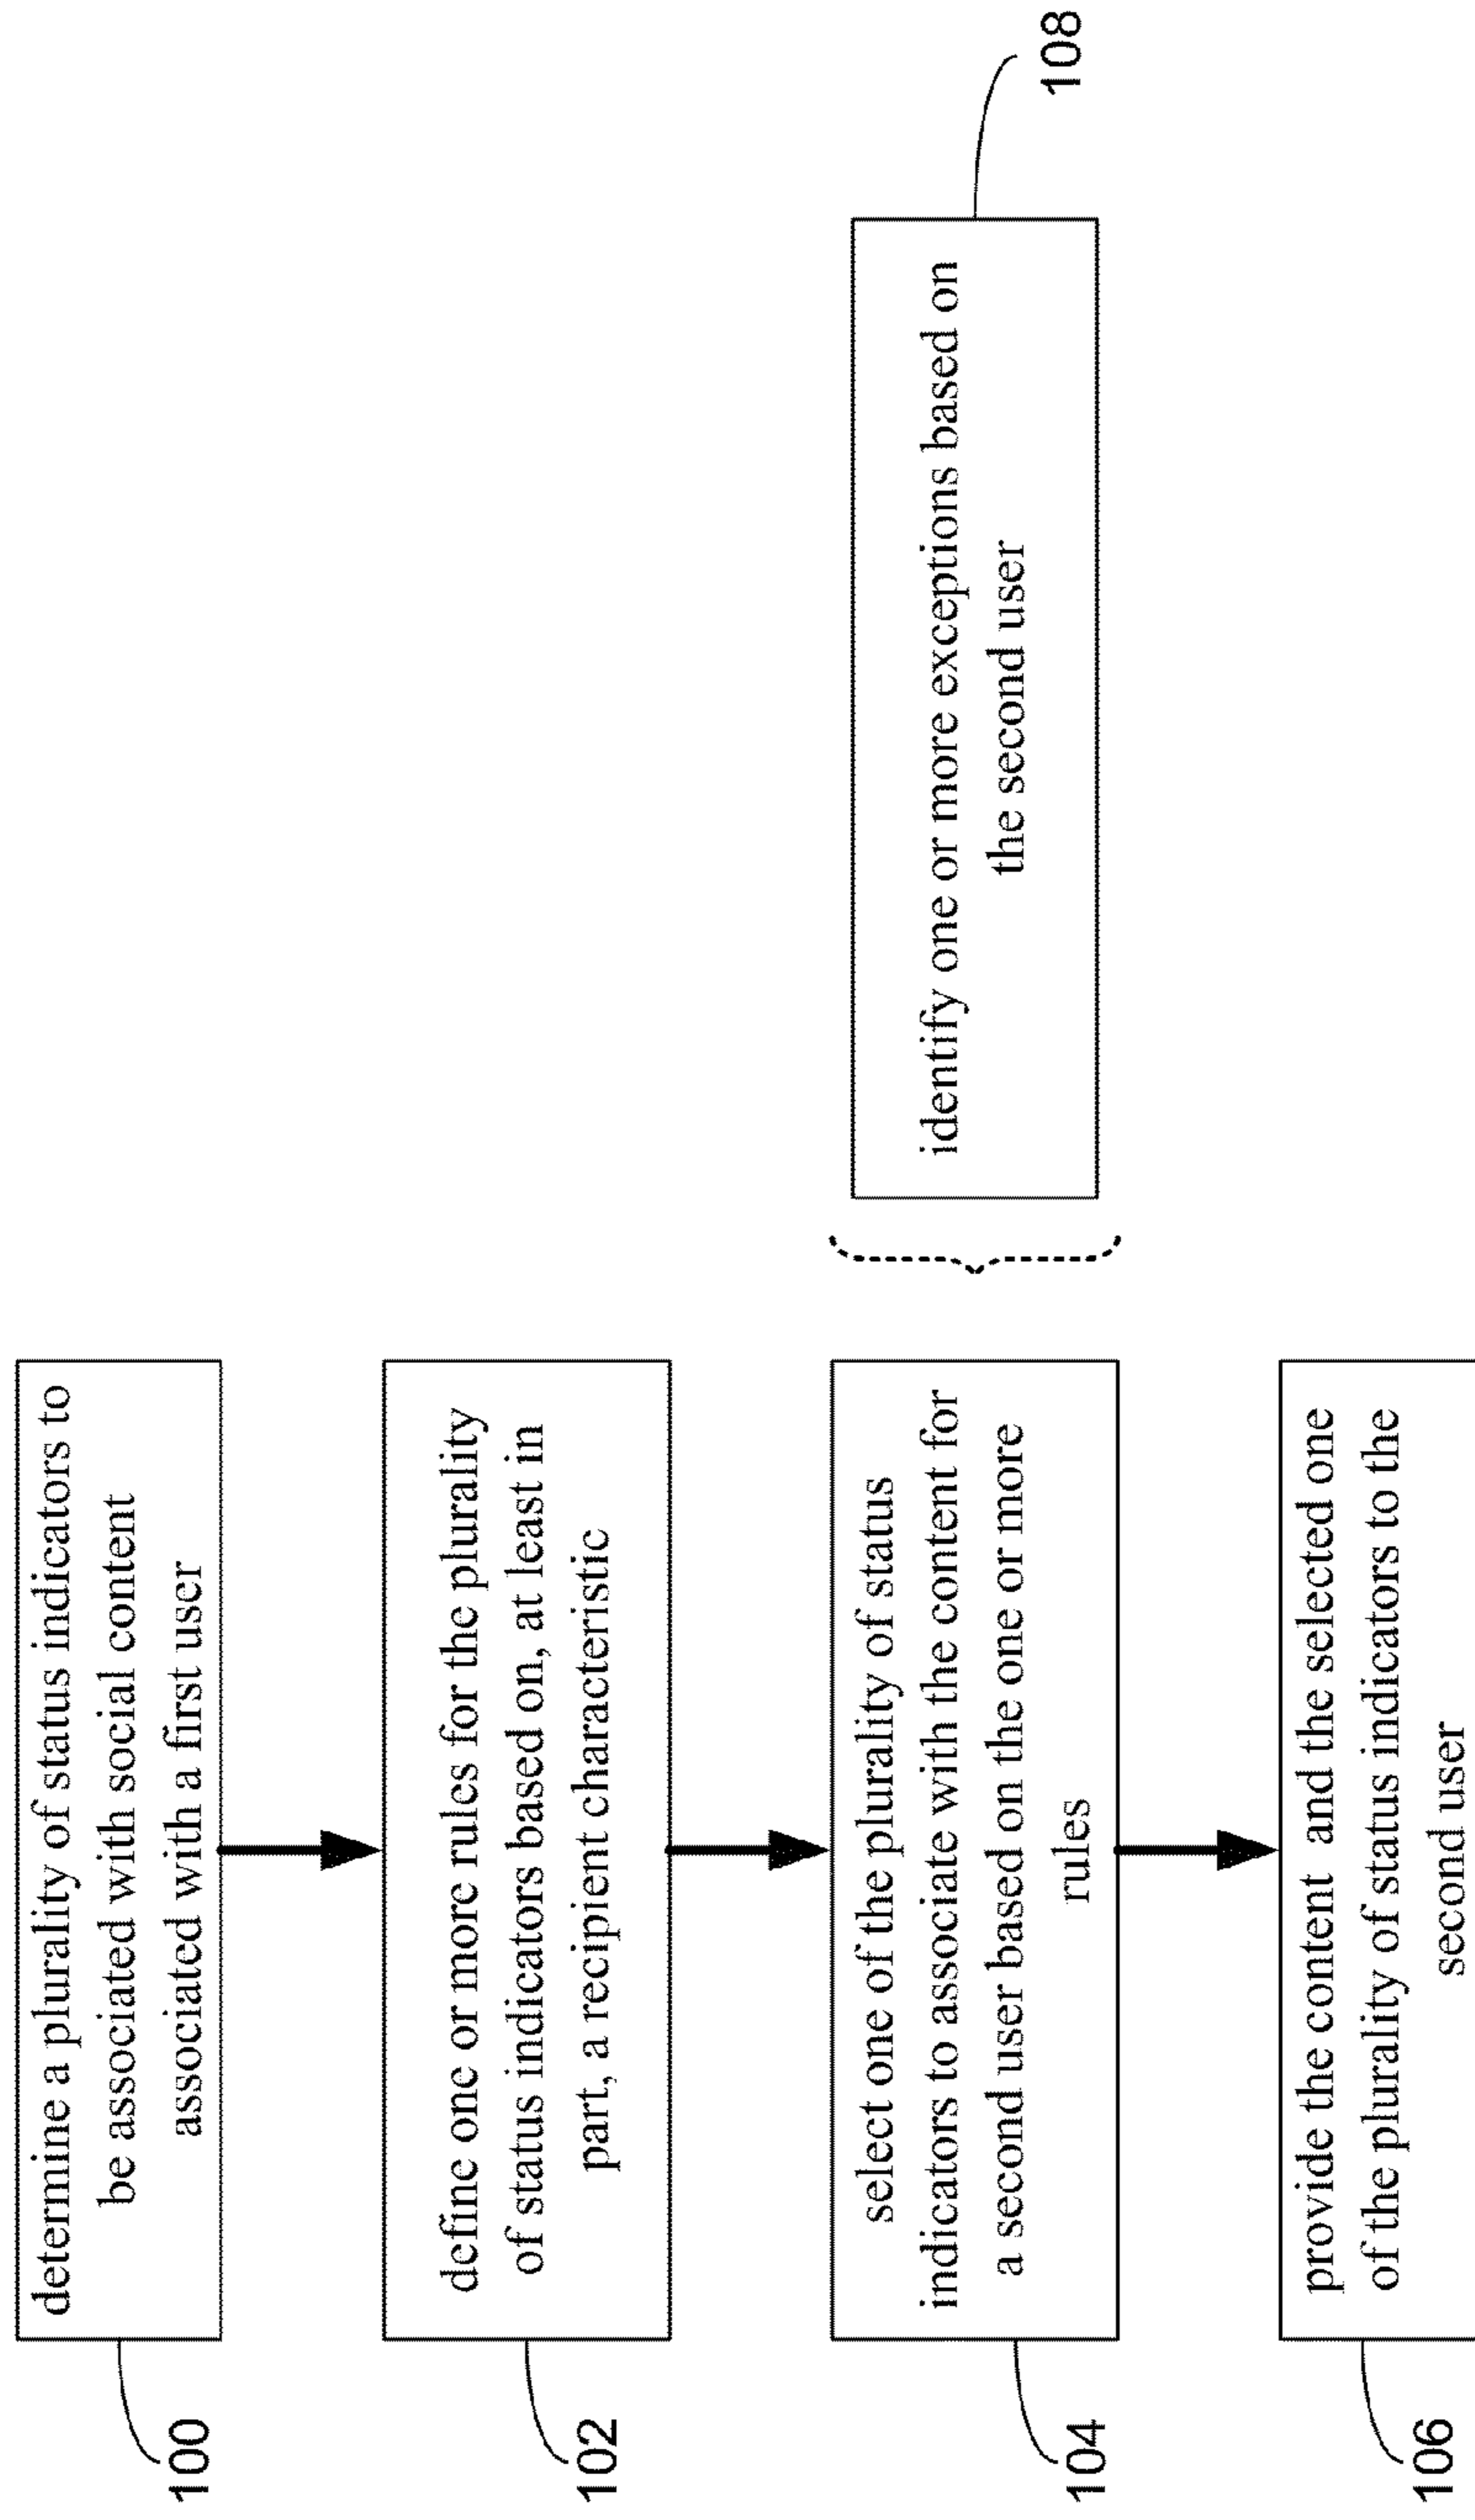 100
determine a plurality of status indicators to
be associated with social content
associated with a first user
102
define one or more rules for the plurality
of status indicators based on, at least in
part, a recipient characteristic
104
select one of the plurality of status
indicators to associate with the content for
a second user based on the one or more
rules
108
identify one or more exceptions based on
the second user
106
provide the content and the selected one
of the plurality of status indicators to the
second user